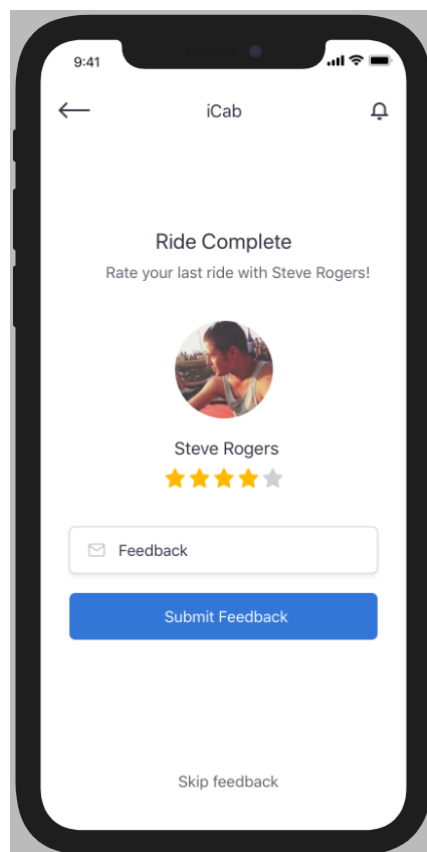 9:41
iCab
Ride Complete
Rate your last ride with Steve Rogers!
Steve Rogers
Feedback
Submit Feedback
Skip feedback